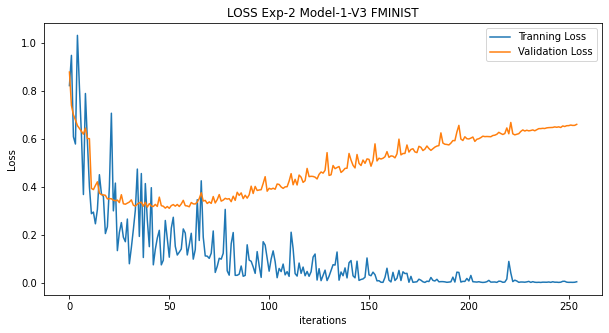 LOSS Exp-2 Model-1-V3 FMINIST
Tranning Loss
Validation Loss
Loss
1.0
0.8
0.6
0.4
0.2
0.0
0 50 100 150 200 250
iterations